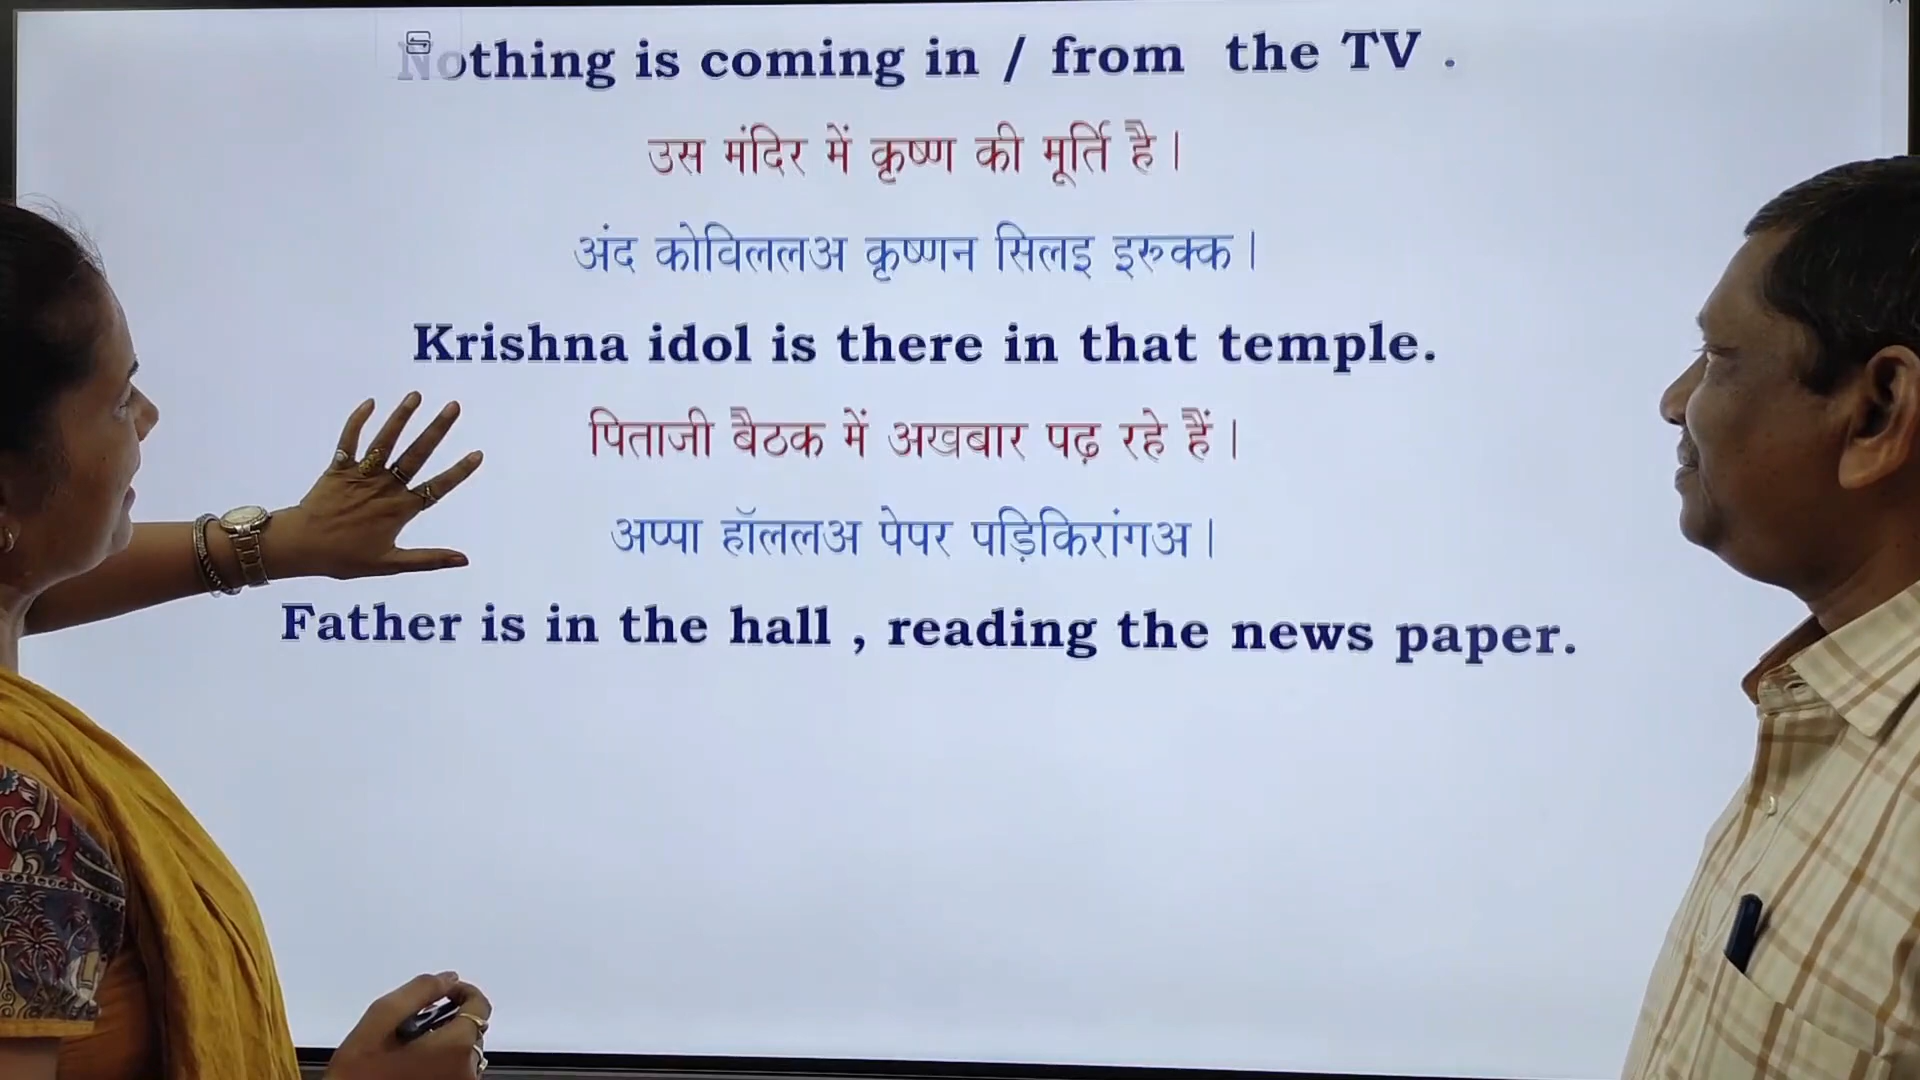 Nothing is coming in / from the TV .
उस मंदिर में कृष्ण की मूर्ति है।
अंद कोविललअ कृष्णन सिलइ इरुक्क।
Krishna idol is there in that temple.
पिताजी बैठक में अखबार पढ़ रहे हैं।
अप्पा हॉललअ पेपर पड़िकिरांगअ।
Father is in the hall , reading the news paper.